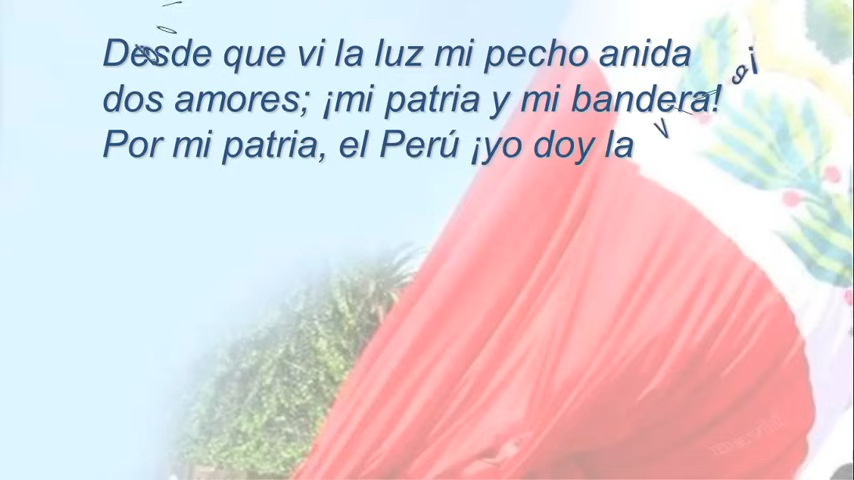 Desde que vi la luz mi pecho anida
dos amores; ¡mi patria y mi bandera!
Por mi patria, el Perú ¡yo doy la